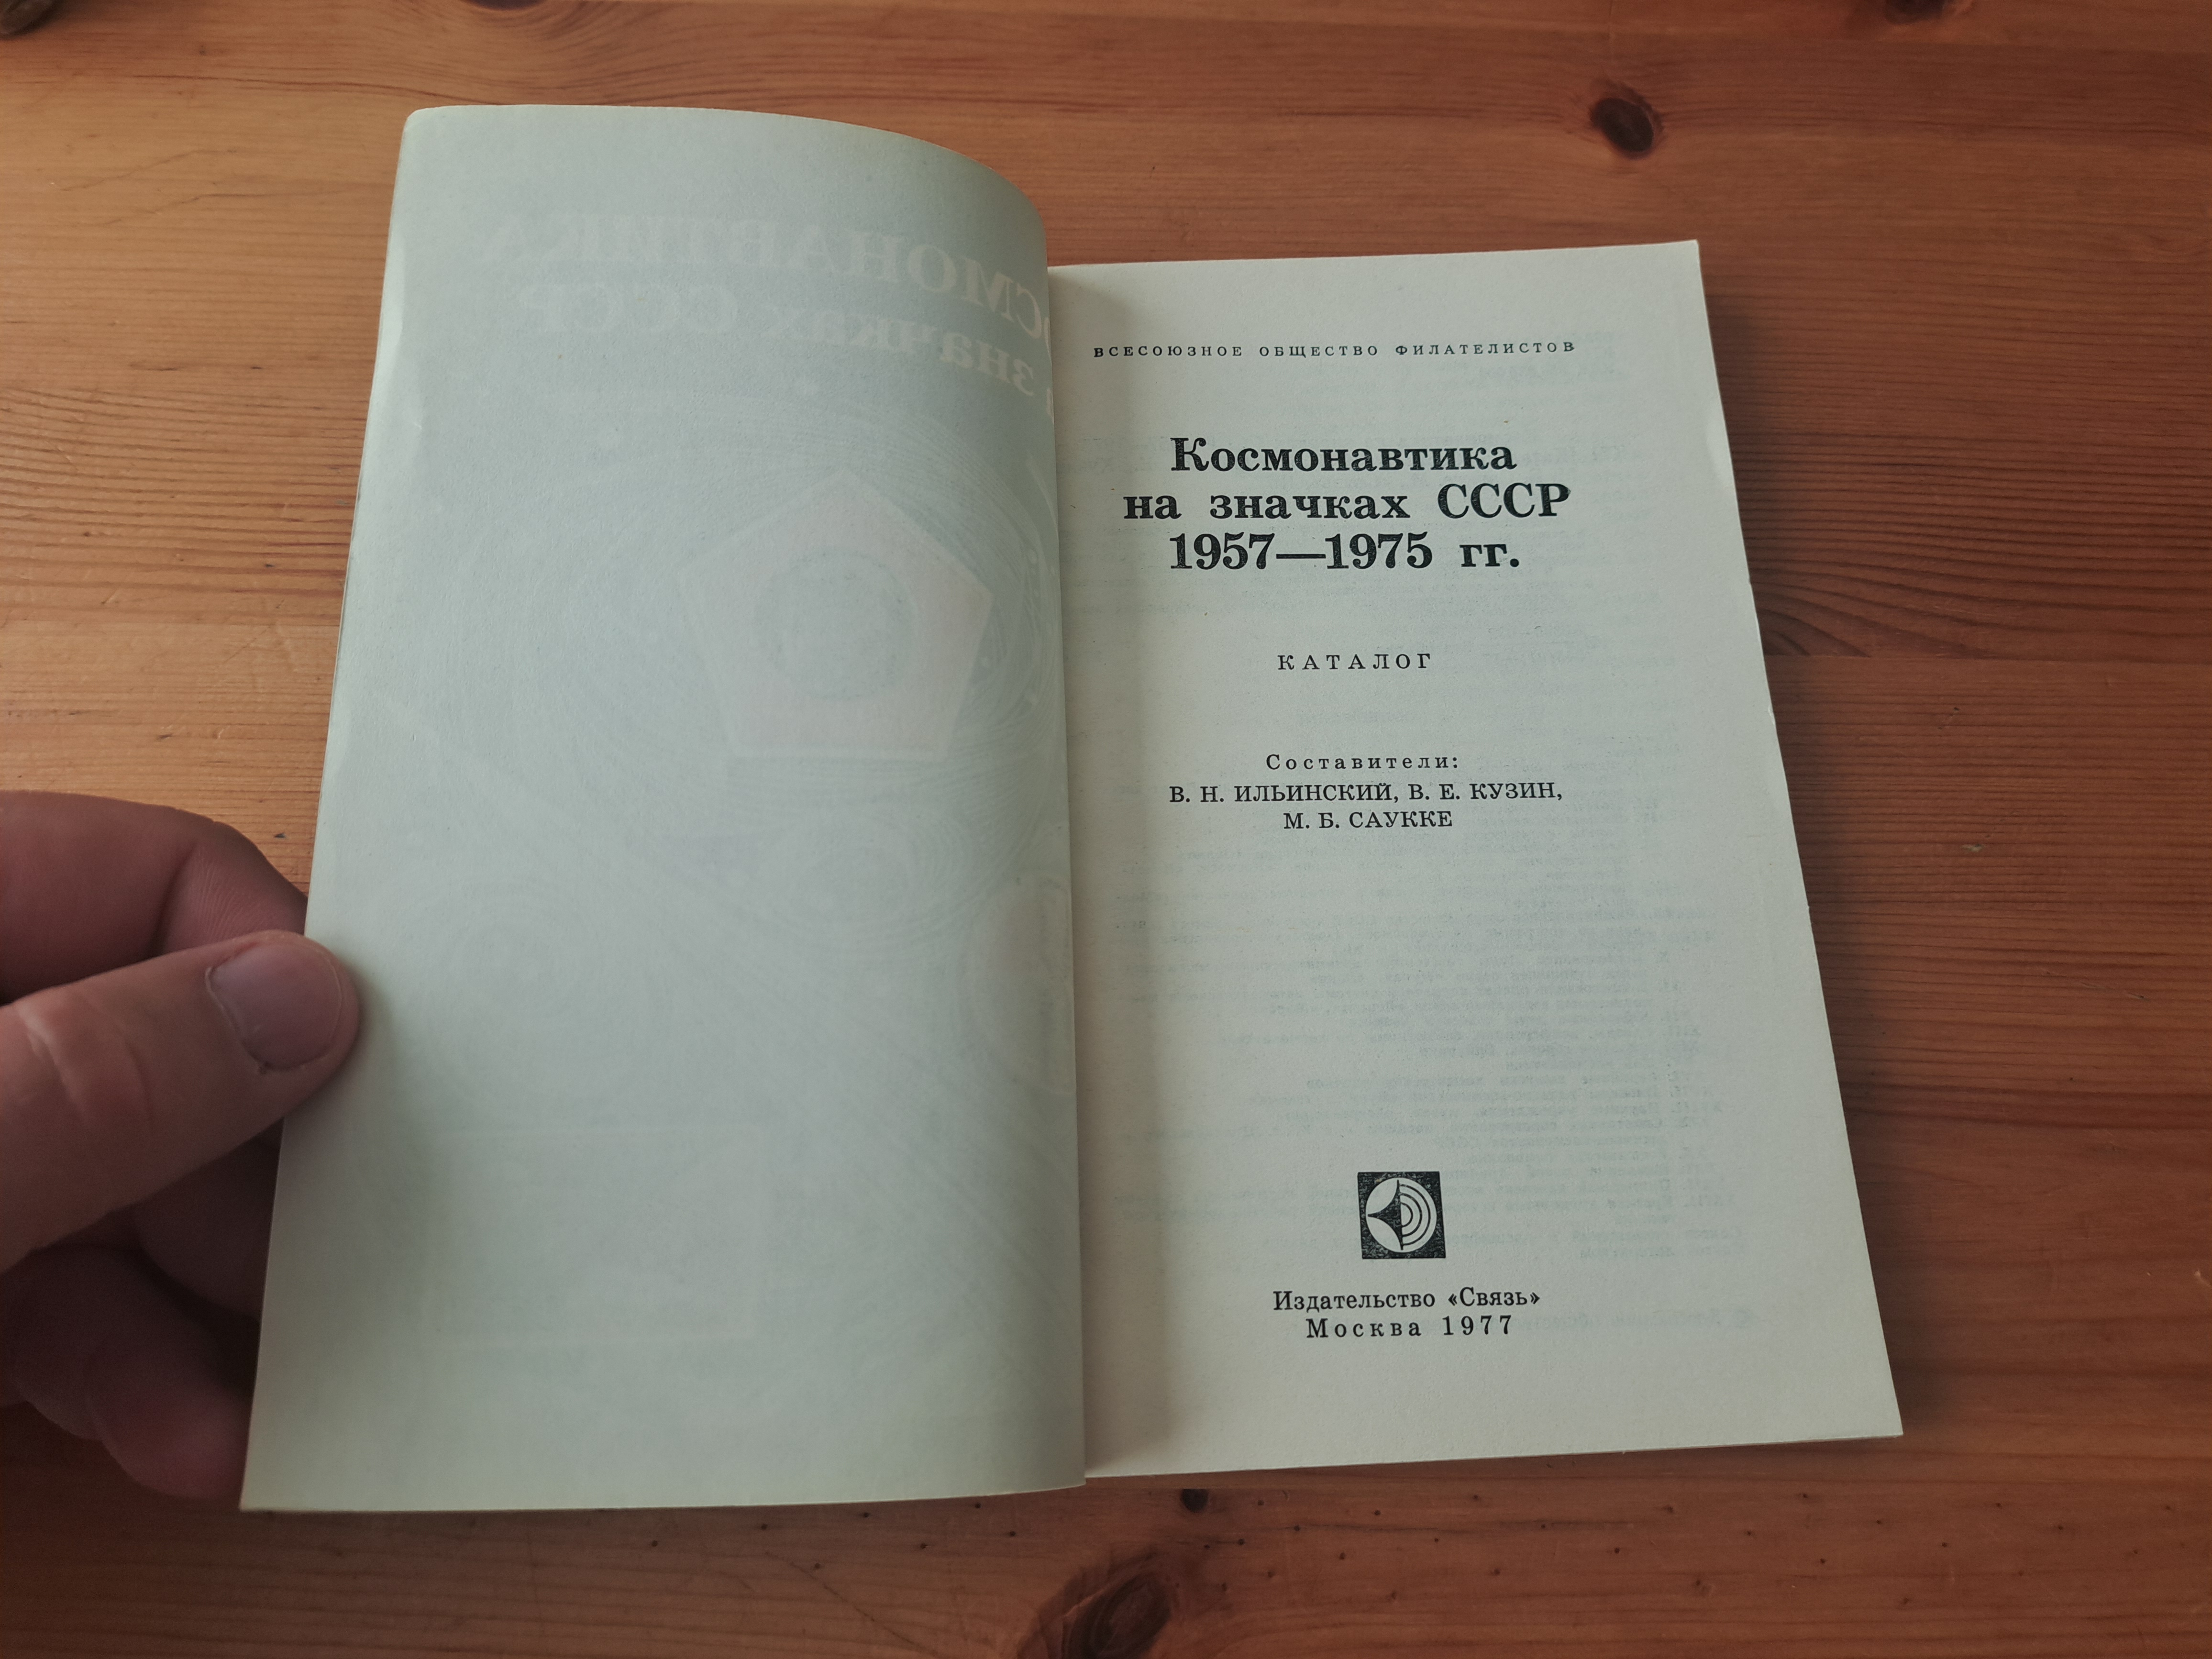 ВСЕСОЮЗНОЕ ОБЩЕСТВО ФИЛАТЕЛИСТОВ
Космонавтика
на значках СССР
1957—1975 гг.
КАТАЛОГ
Составители:
В. Н. ИЛЬИНСКИЙ, В. Е. КУЗИН,
М. Б. САУККЕ
Издательство «Связь»
Москва 1977